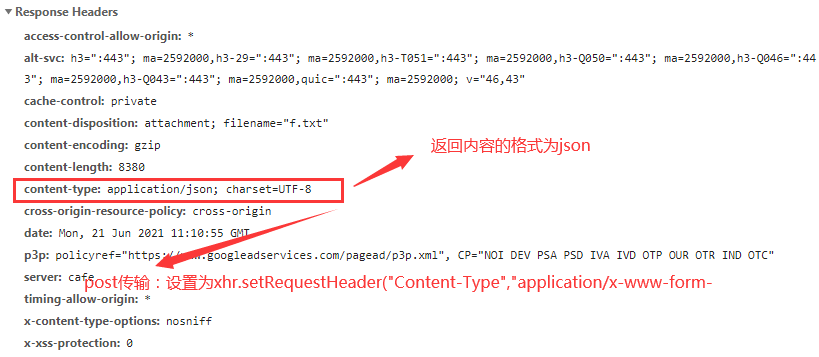 Response Headers
access-control-allow-origin: *
alt-svc: h3=":443"; ma=2592000,h3-29=":443"; ma=2592000,h3-T051=":443"; ma=2592000,h3-Q050=":443"; ma=2592000,h3-Q046=":44
3"; ma=2592000,h3-Q043=":443"; ma=2592000,quic=":443"; ma=2592000; v="46,43"
cache-control: private
content-disposition: attachment; filename="f.txt"
content-encoding: gzip
返回内容的格式为json
content-length: 8380
content-type: application/json; charset=UTF-8
cross-origin-resource-policy: cross-origin
date: Mon, 21 Jun 2021 11:10:55 GMT
p3p: policyref="https://www.googleadservices.com/pagead/p3p.xml", CP="NOI DEV PSA PSD IVA IVD OTP OUR OTR IND OTC"
server: cafe
post传输：设置为xhr.setRequestHeader("Content-Type","application/x-www-form-
timing-allow-origin: *
x-content-type-options: nosniff
x-xss-protection: 0